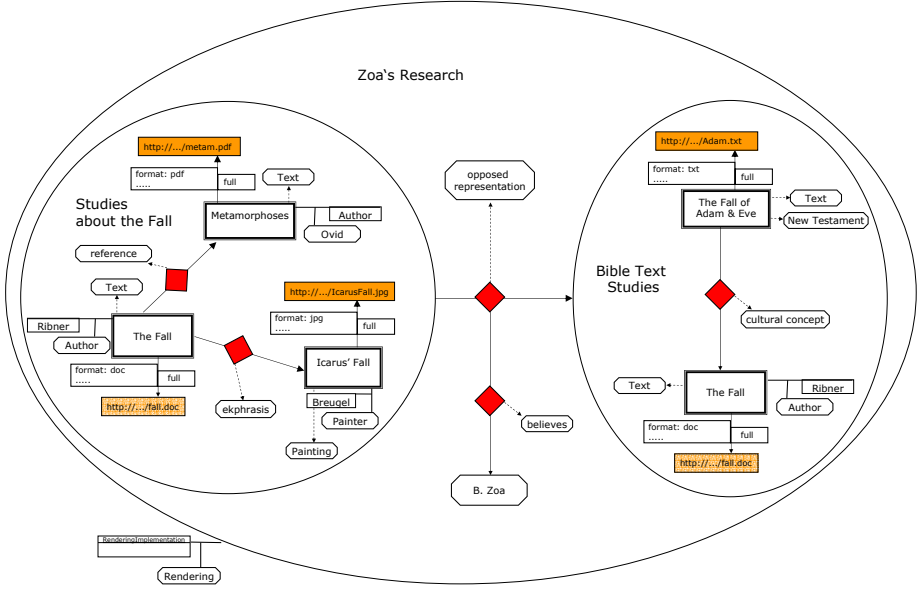 Zoa's Research
http://.../metam.pdf
format: pdf
.....
full
Text
Studies
about the Fall
Metamorphoses
Author
Ovid
reference
Text
Ribner
Author
The Fall
format: doc
.....
full
http://.../fall.doc
ekphrasis
http://.../IcarusFall.jpg
format: jpg
.....
full
Icarus' Fall
Breugel
Painter
Painting
opposed
representation
believes
B. Zoa
http://.../Adam.txt
format: txt
.....
full
The Fall of
Adam & Eve
Text
New Testament
Bible Text
Studies
cultural concept
Text
The Fall
Ribner
Author
format: doc
.....
full
http://.../fall.doc
RenderingImplementation
Rendering